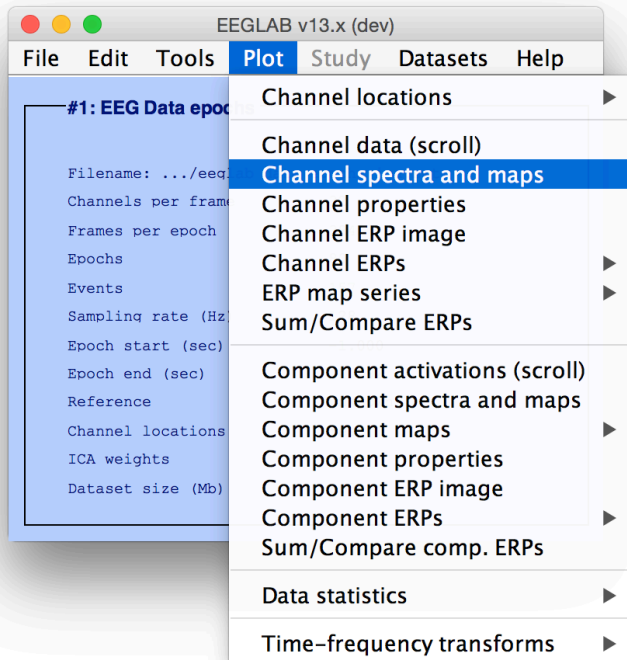 EEGLAB v13.x (dev)
File Edit Tools Plot Study Datasets Help
#1: EEG Data epoc
Filename: .../eegl
Channels per frame
Frames per epoch
Epochs
Events
Sampling rate (Hz)
Epoch start (sec)
Epoch end (sec)
Reference
Channel locations
ICA weights
Dataset size (Mb)
Channel locations
Channel data (scroll)
Channel spectra and maps
Channel properties
Channel ERP image
Channel ERPs
ERP map series
Sum/Compare ERPs
Component activations (scroll)
Component spectra and maps
Component maps
Component properties
Component ERP image
Component ERPs
Sum/Compare comp. ERPs
Data statistics
Time-frequency transforms